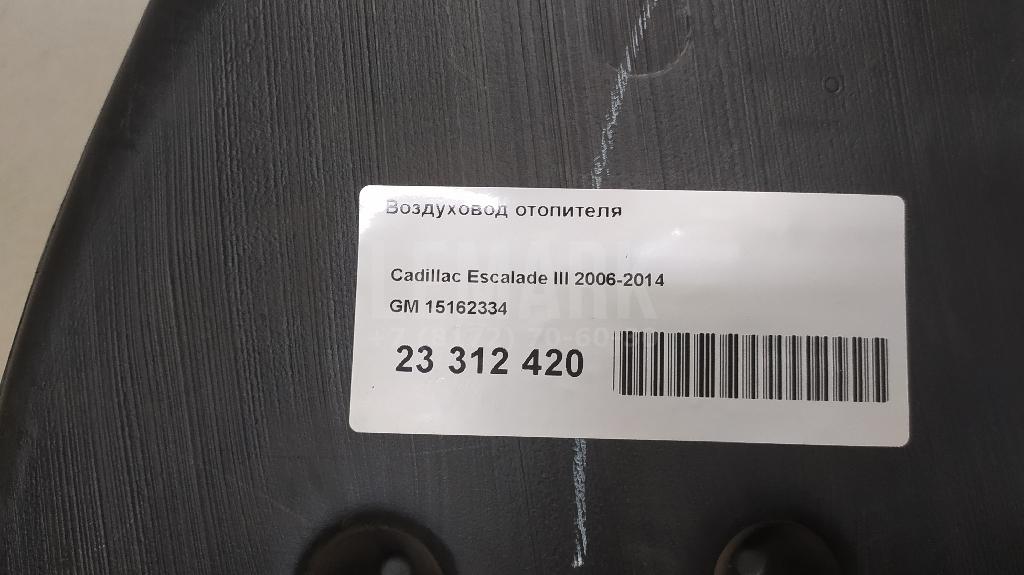 Воздуховод отопителя
Cadillac Escalade III 2006-2014
GM 15162334
23 312 420